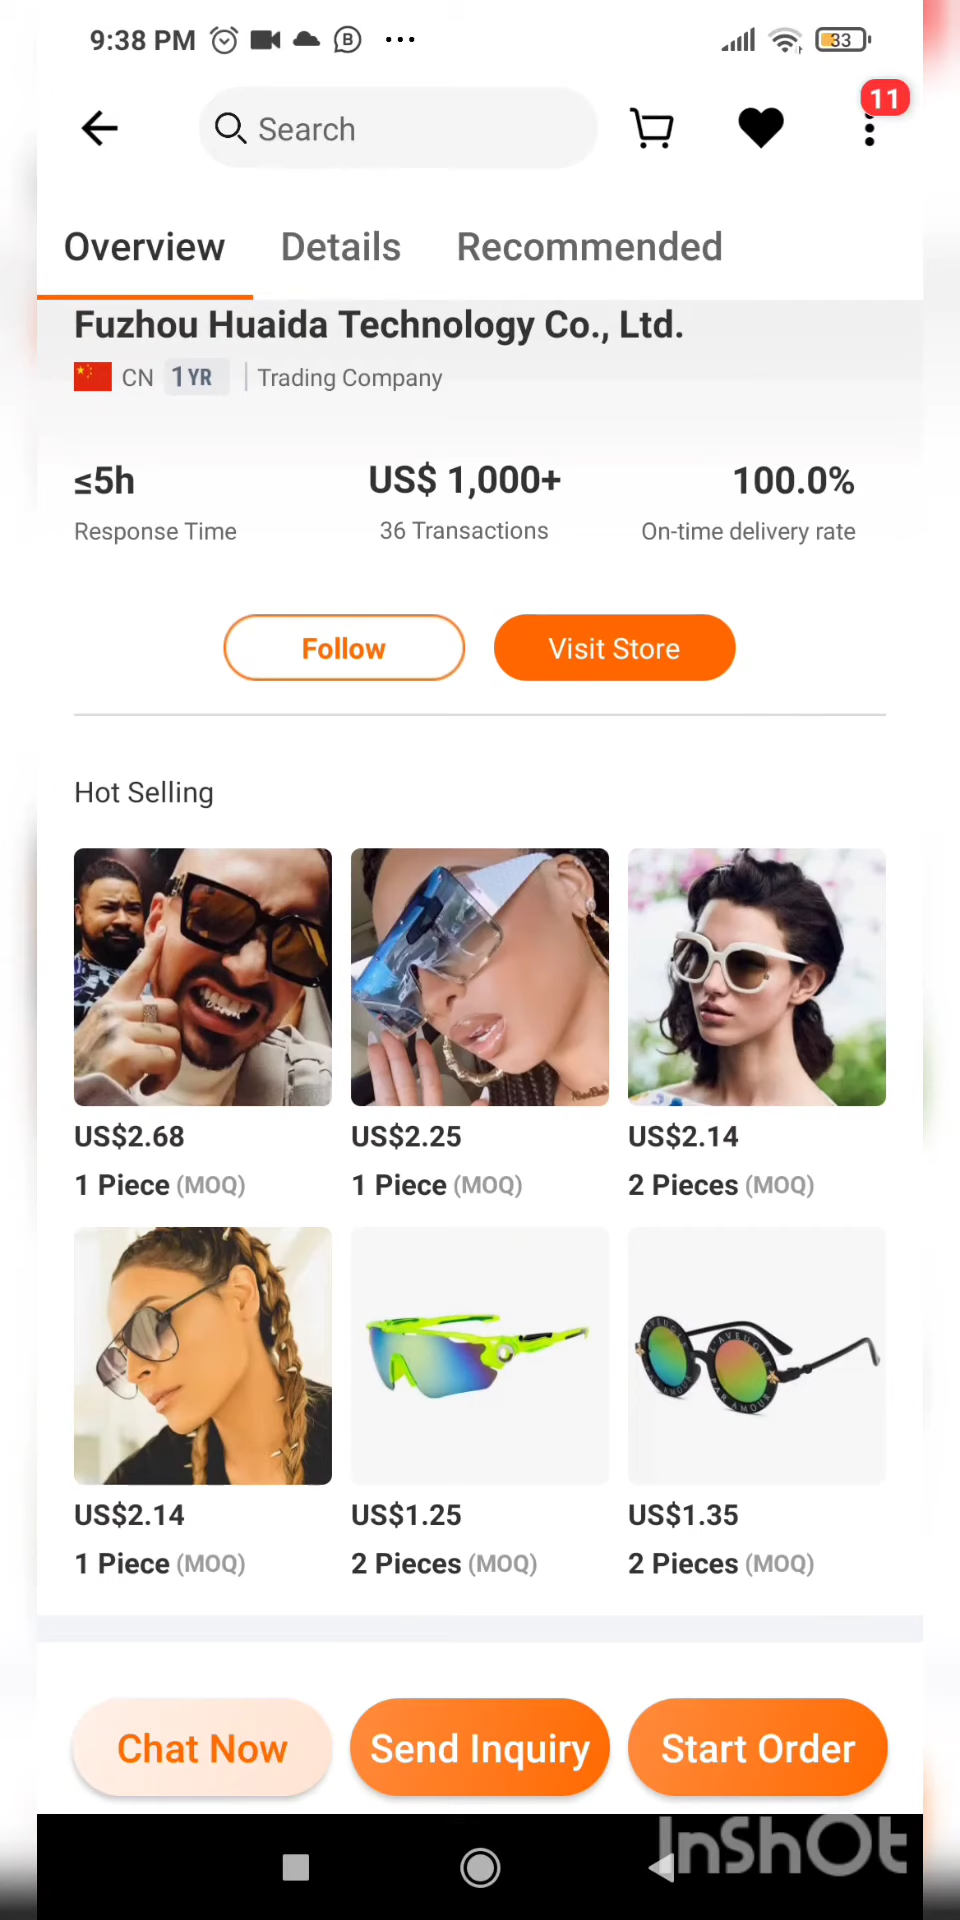 9:38 PM B ... 33
11
Search
Overview Details Recommended
Fuzhou Huaida Technology Co., Ltd.
CN 1 YR | Trading Company
≤5h US$ 1,000+ 100.0%
Response Time 36 Transactions On-time delivery rate
Follow Visit Store
Hot Selling
US$2.68 US$2.25 US$2.14
1 Piece (MOQ) 1 Piece (MOQ) 2 Pieces (MOQ)
L'AVEUGLE
PAR AMOUR
US$2.14 US$1.25 US$1.35
1 Piece (MOQ) 2 Pieces (MOQ) 2 Pieces (MOQ)
Chat Now Send Inquiry Start Order
InShOt